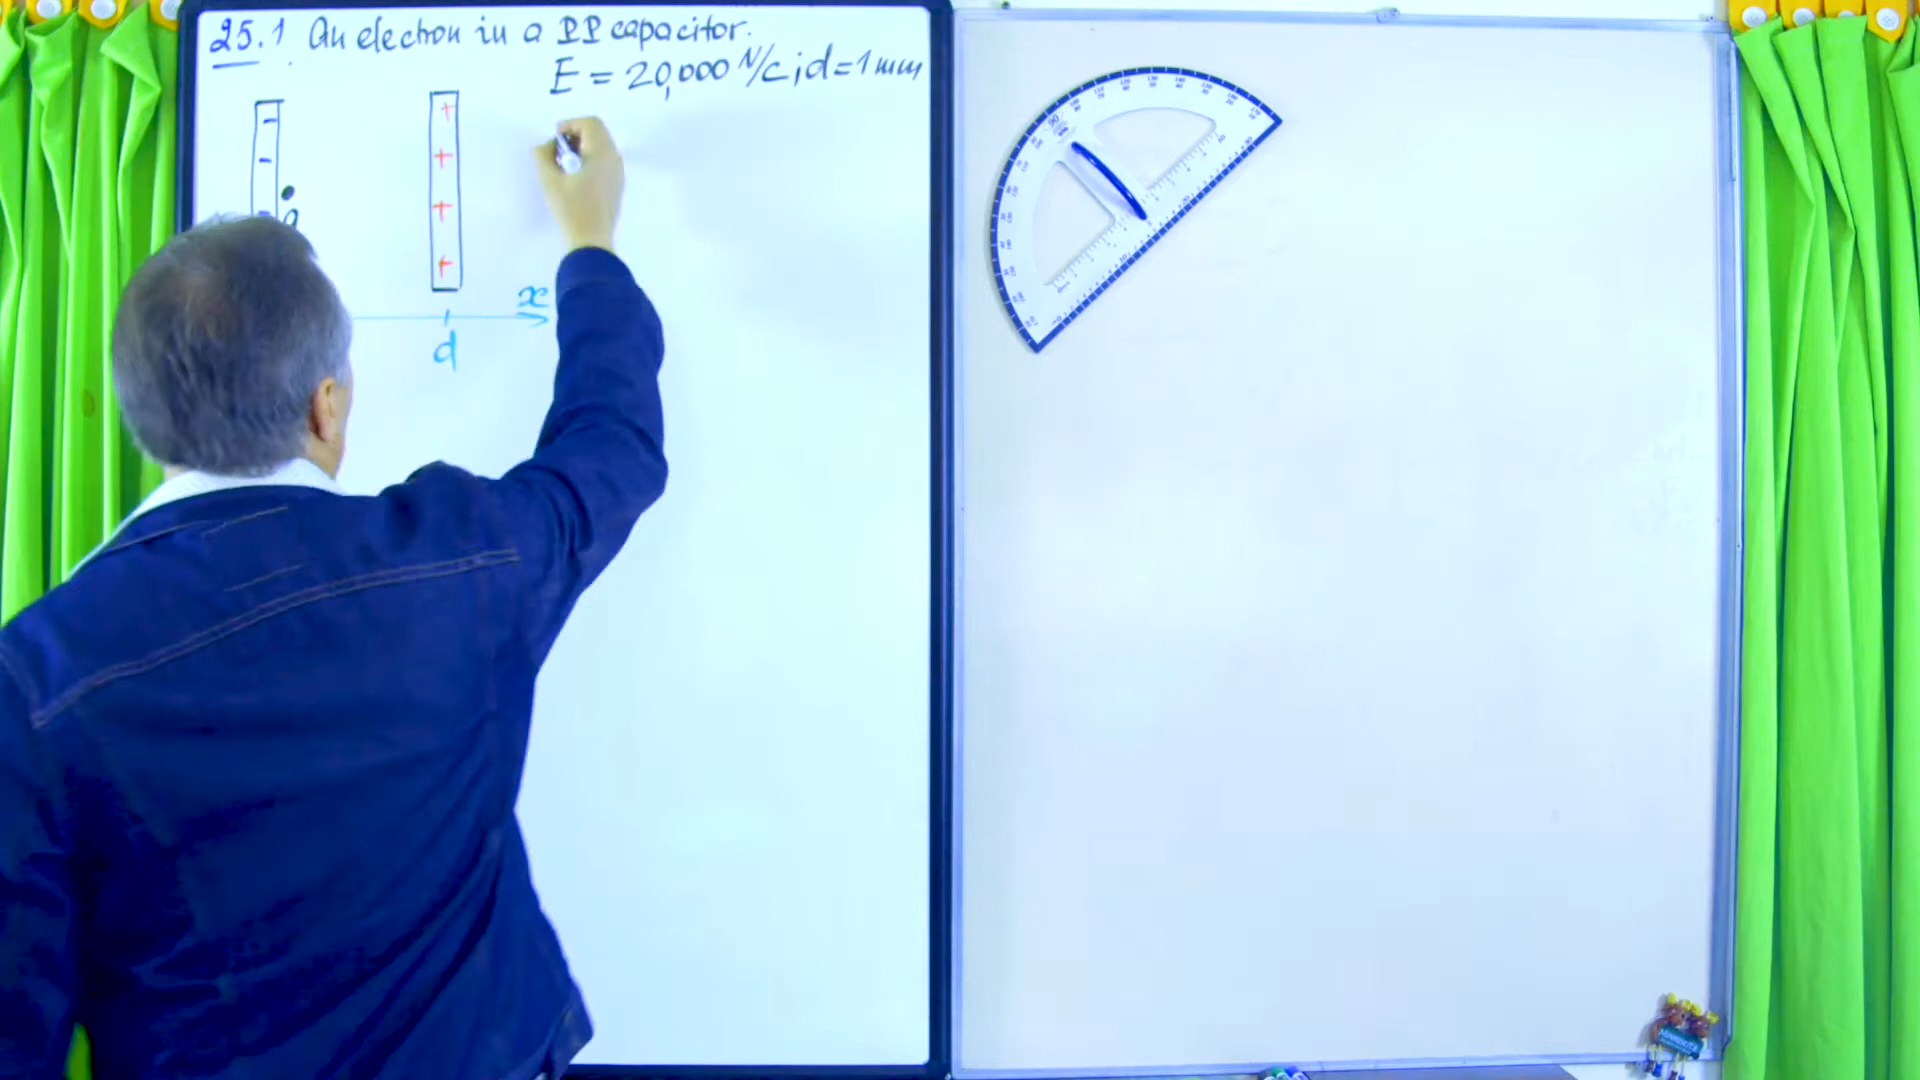 25.1 An electron in a PP capacitor.
E = 20,000 N/C; d = 1 mm
- +
- +
- +
+
x
d